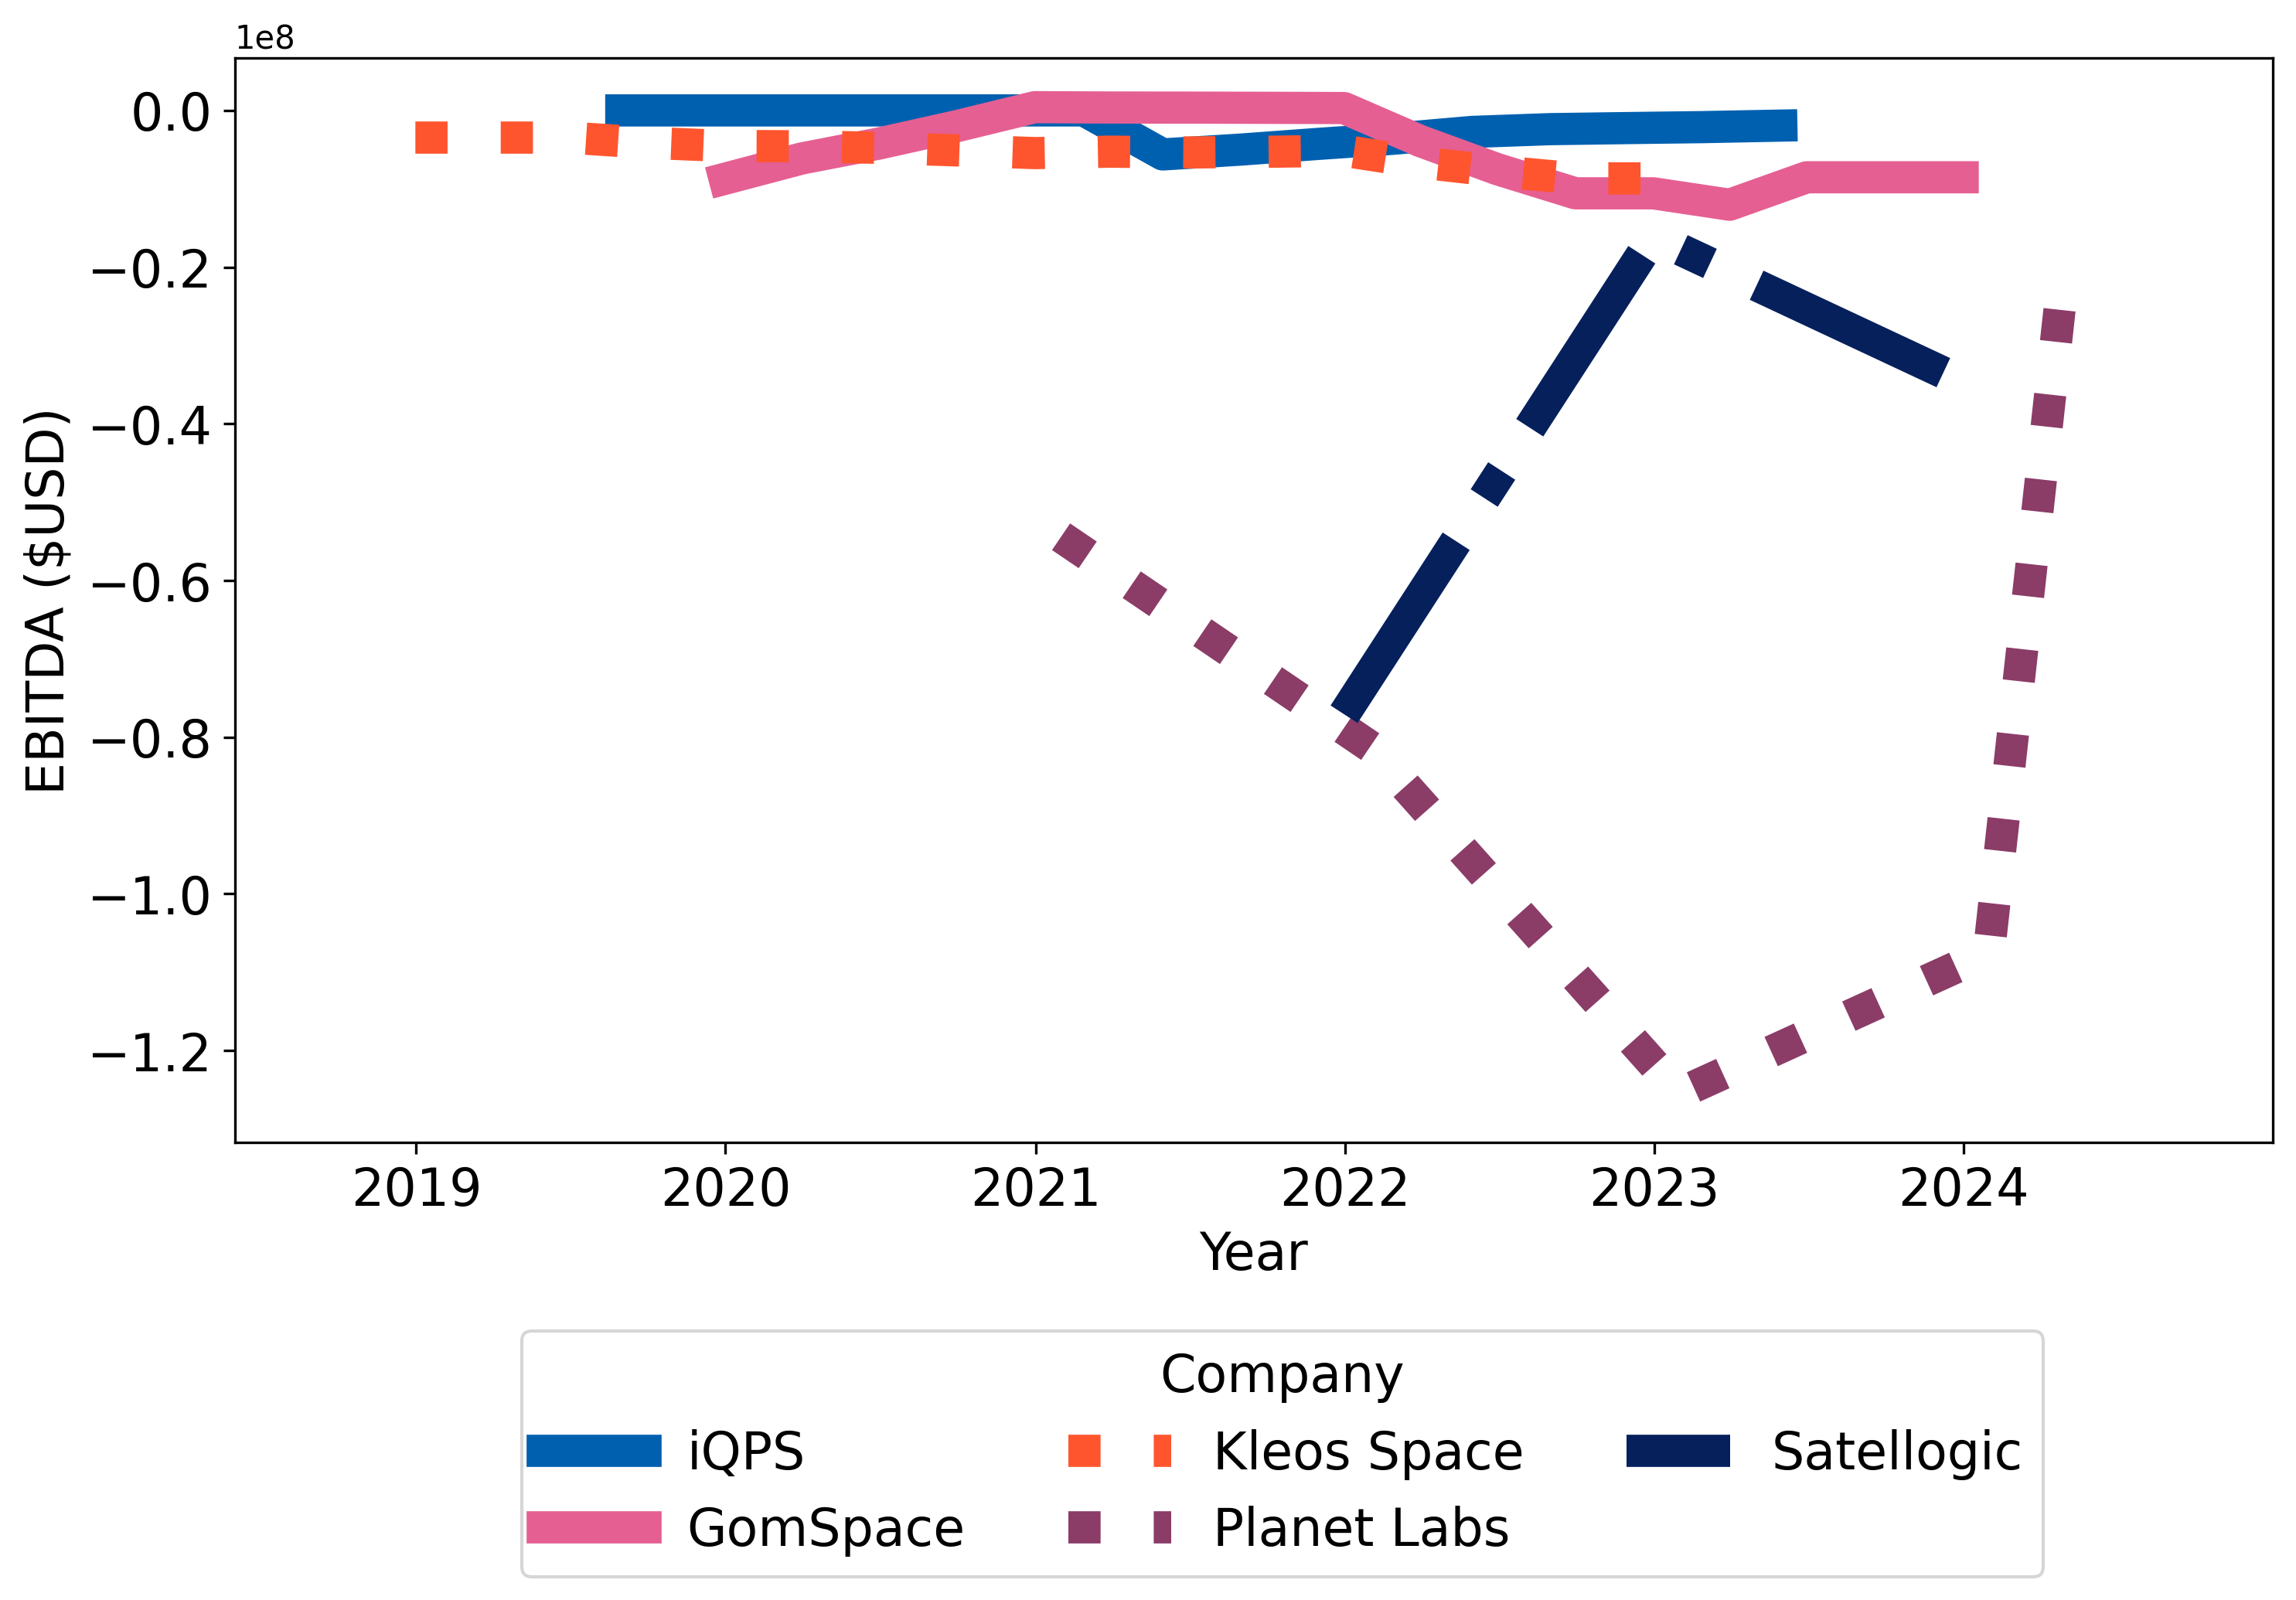 1e8
0.0
−0.2
−0.4
−0.6
−0.8
−1.0
−1.2
EBITDA ($USD)
2019 2020 2021 2022 2023 2024
Year
Company
iQPS Kleos Space Satellogic
GomSpace Planet Labs